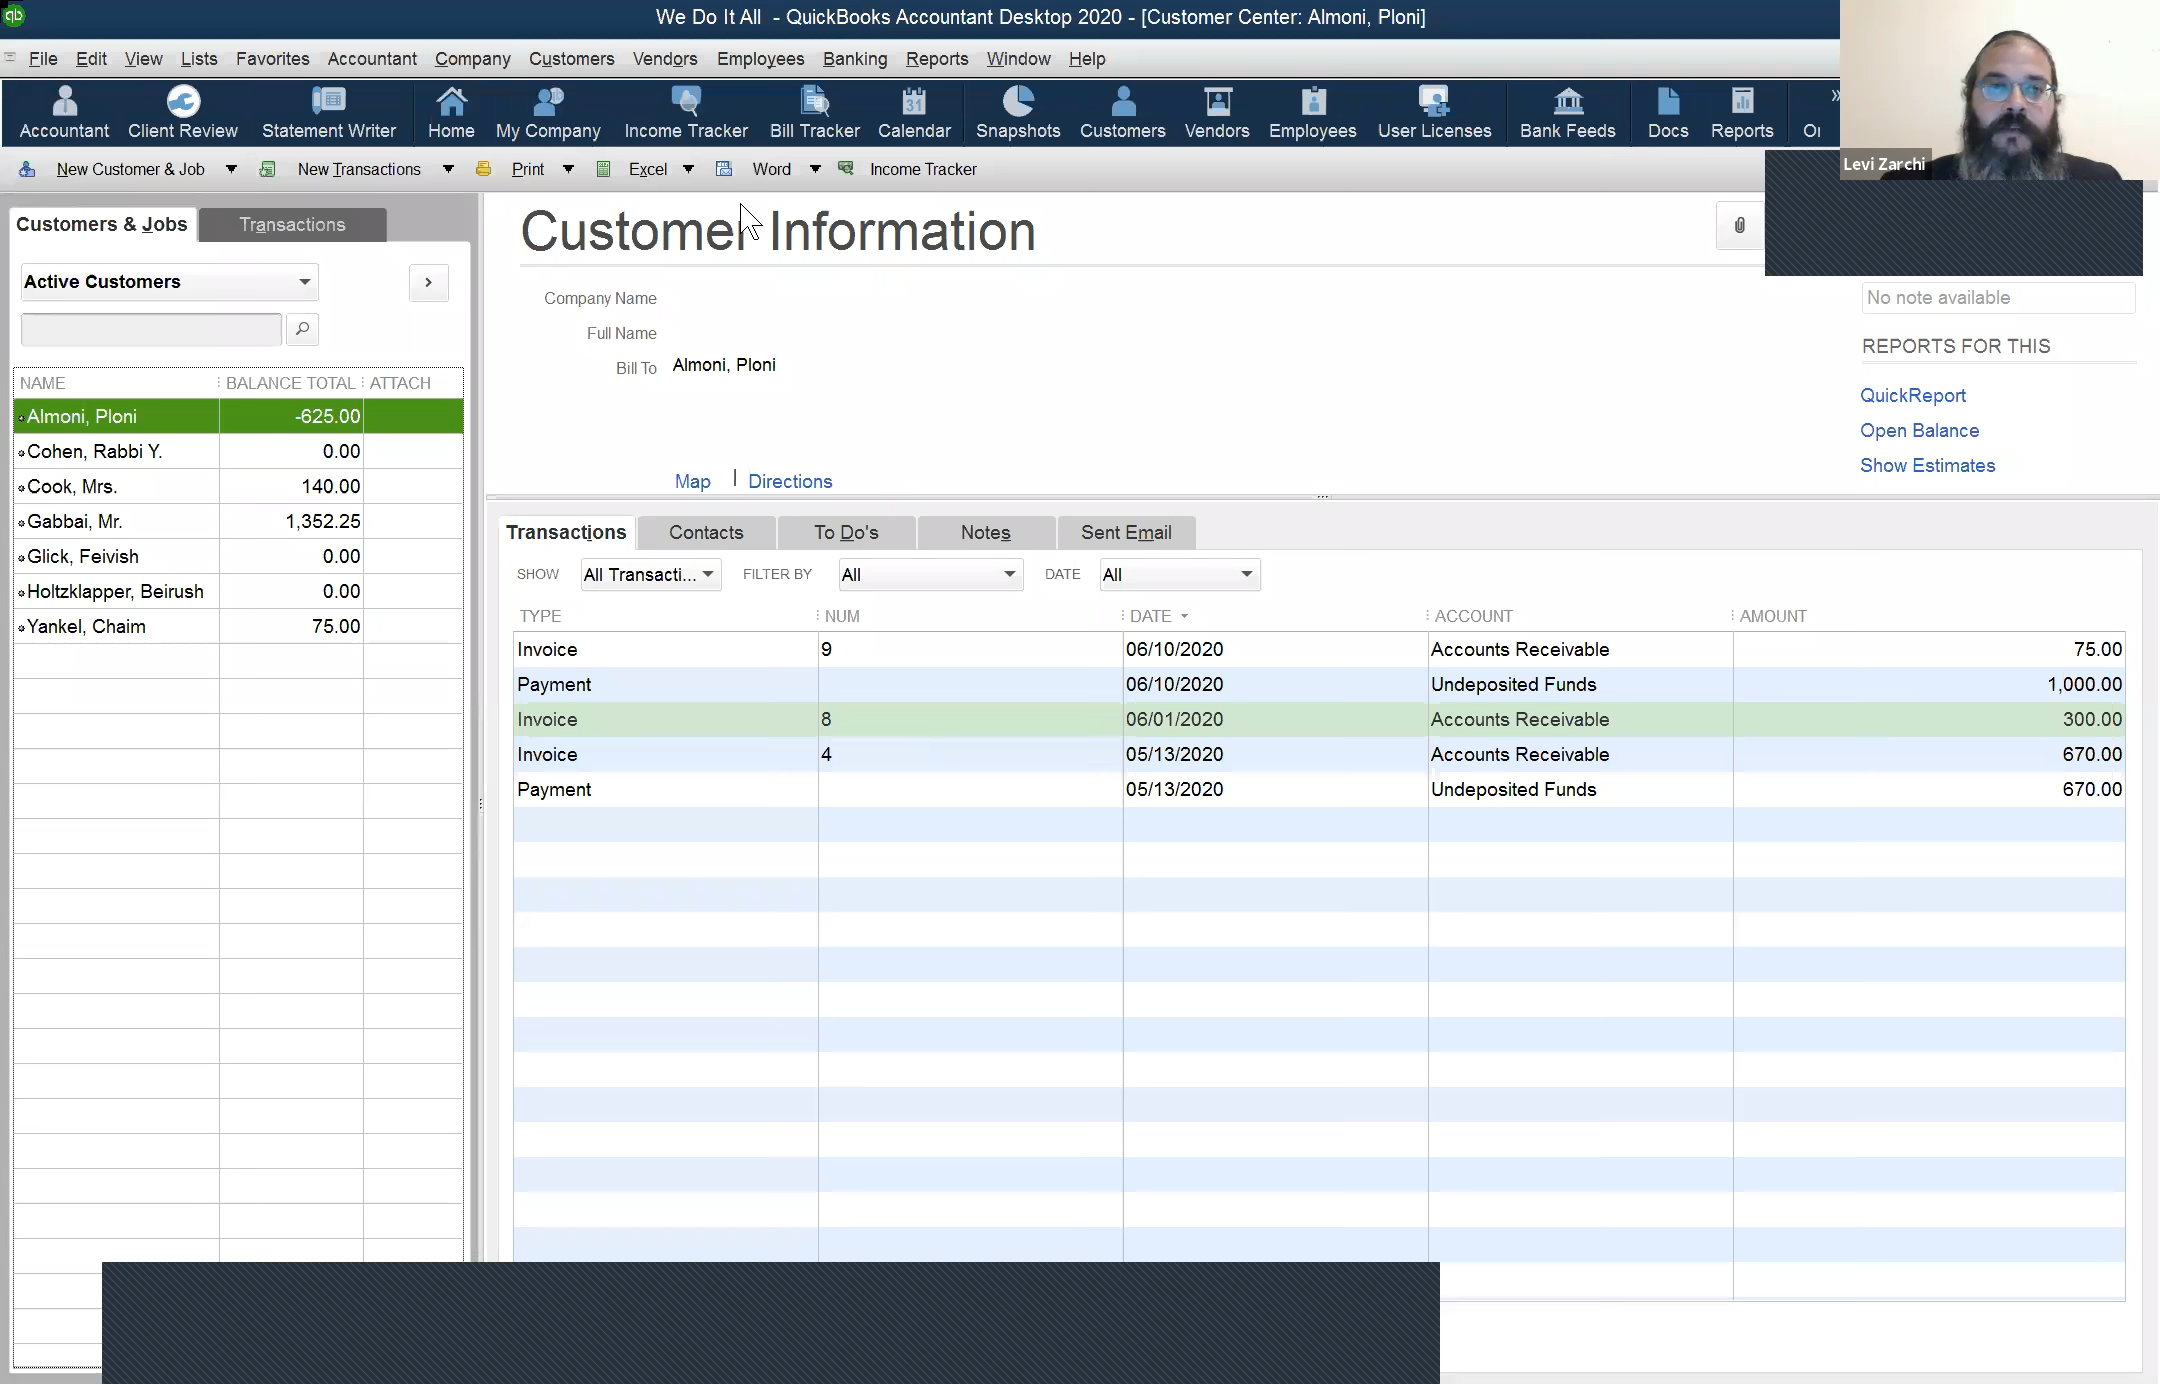 We Do It All - QuickBooks Accountant Desktop 2020 - [Customer Center: Almoni, Ploni]
File Edit View Lists Favorites Accountant Company Customers Vendors Employees Banking Reports Window Help
Accountant Client Review Statement Writer Home My Company Income Tracker Bill Tracker Calendar Snapshots Customers Vendors Employees User Licenses Bank Feeds Docs Reports
31
qb
Levi Zarchi
New Customer & Job New Transactions Print Excel Word Income Tracker
Customers & Jobs Transactions
Active Customers
NAME BALANCE TOTAL ATTACH
Almoni, Ploni -625.00
Cohen, Rabbi Y. 0.00
Cook, Mrs. 140.00
Gabbai, Mr. 1,352.25
Glick, Feivish 0.00
Holtzklapper, Beirush 0.00
Yankel, Chaim 75.00
Customer Information
Company Name
Full Name
Bill To Almoni, Ploni
Map | Directions
No note available
REPORTS FOR THIS
QuickReport
Open Balance
Show Estimates
Transactions Contacts To Do's Notes Sent Email
SHOW All Transacti... FILTER BY All DATE All
TYPE NUM DATE ACCOUNT AMOUNT
Invoice 9 06/10/2020 Accounts Receivable 75.00
Payment 06/10/2020 Undeposited Funds 1,000.00
Invoice 8 06/01/2020 Accounts Receivable 300.00
Invoice 4 05/13/2020 Accounts Receivable 670.00
Payment 05/13/2020 Undeposited Funds 670.00